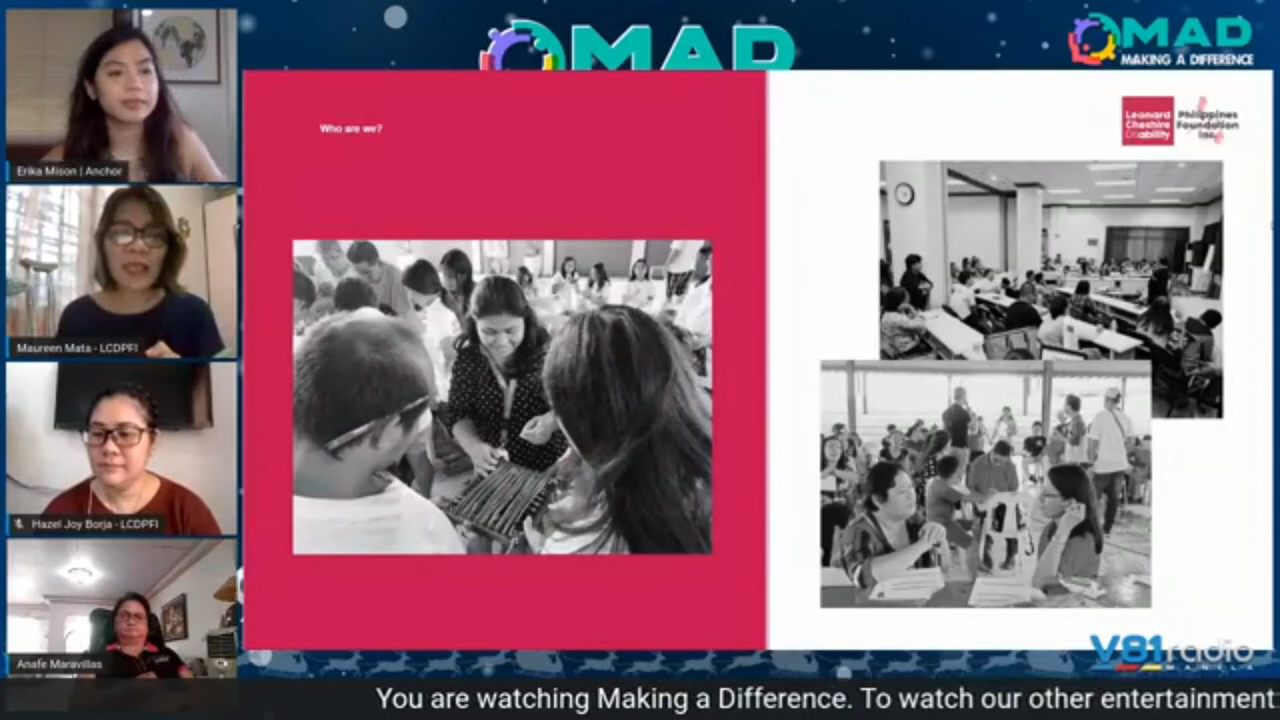 MAD
MAD
MAKING A DIFFERENCE
Who are we?
Leonard
Cheshire
Disability
Philippines
Foundation
Inc.
Erika Mison | Anchor
Maureen Mata - LCDPFI
Hazel Joy Borja - LCDPFI
Anafe Maravillas
V81radio
MANILA
You are watching Making a Difference. To watch our other entertainment